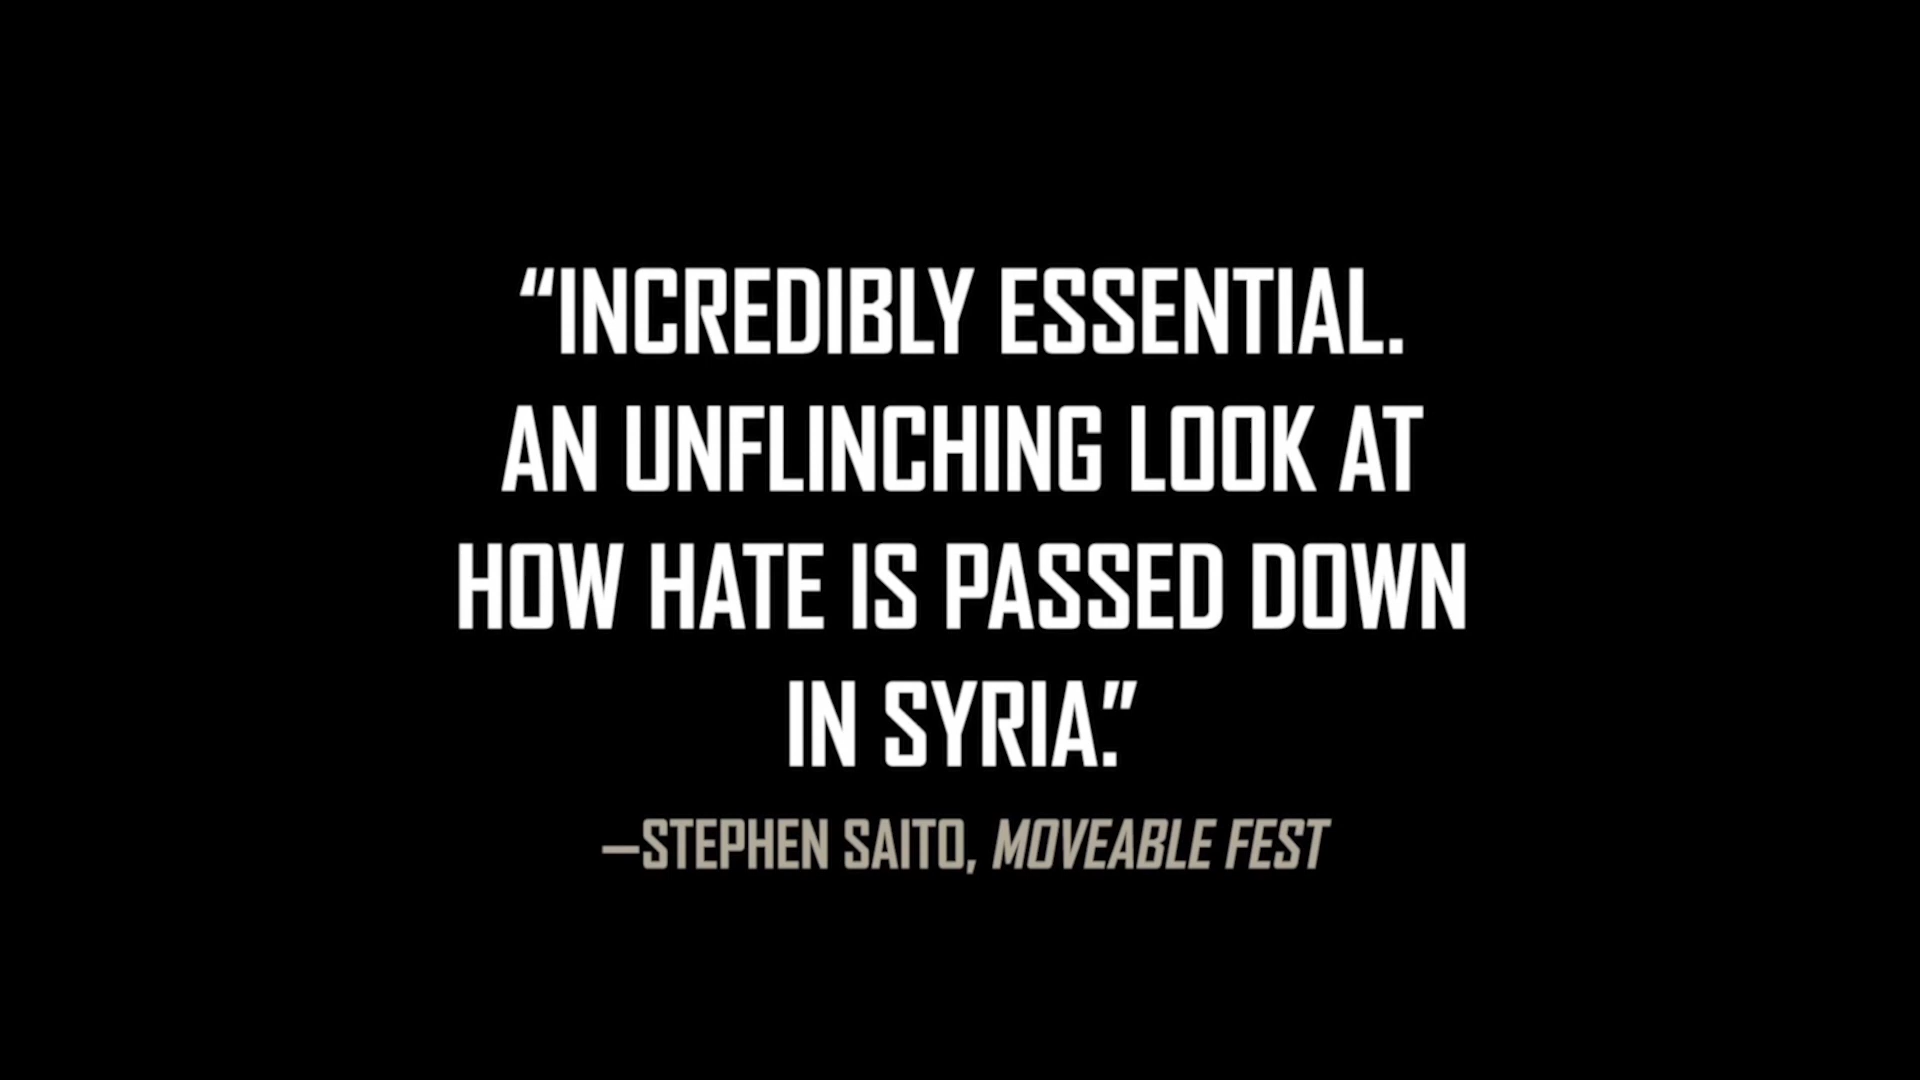 “INCREDIBLY ESSENTIAL.
AN UNFLINCHING LOOK AT
HOW HATE IS PASSED DOWN
IN SYRIA.”
—STEPHEN SAITO, MOVEABLE FEST